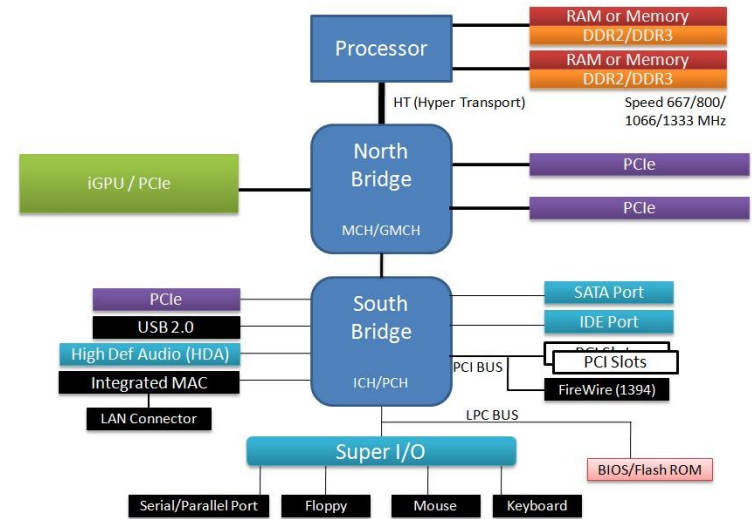 Processor
RAM or Memory
DDR2/DDR3
RAM or Memory
DDR2/DDR3
HT (Hyper Transport)
Speed 667/800/
1066/1333 MHz
North
Bridge
MCH/GMCH
iGPU / PCIe
PCIe
PCIe
South
Bridge
ICH/PCH
PCIe
USB 2.0
High Def Audio (HDA)
Integrated MAC
LAN Connector
SATA Port
IDE Port
PCI BUS
PCI Slots
PCI Slots
FireWire (1394)
LPC BUS
Super I/O
BIOS/Flash ROM
Serial/Parallel Port
Floppy
Mouse
Keyboard